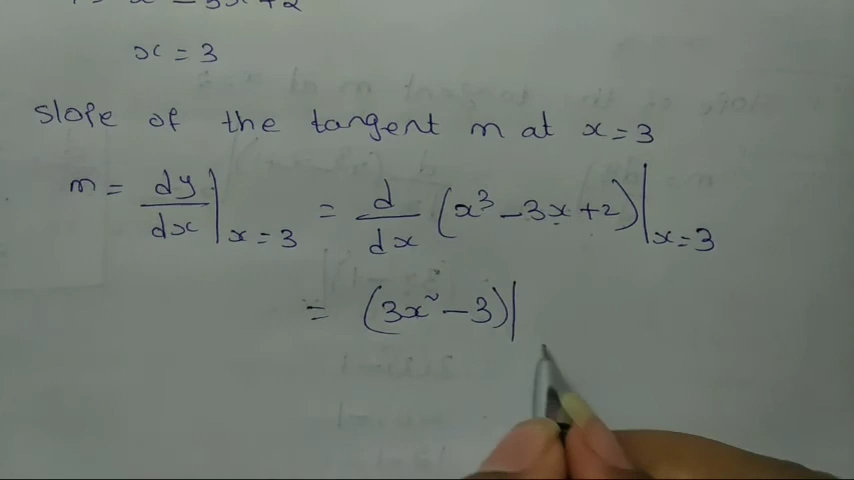 x = 3
Slope of the tangent m at x = 3
m = dy/dx |x=3 = d/dx (x³ - 3x + 2)|x=3
= (3x² - 3)|